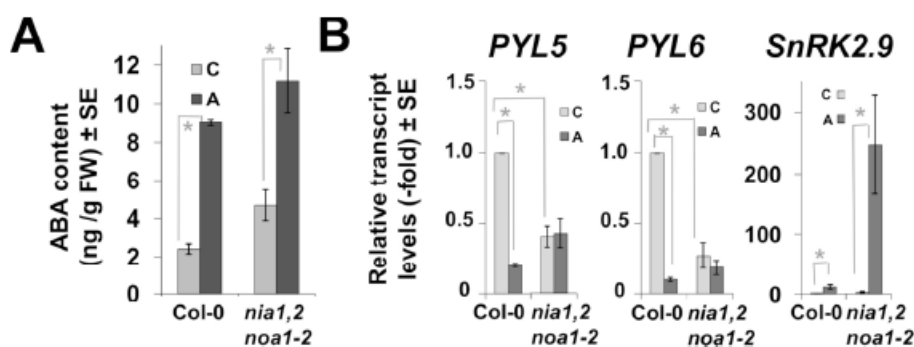 A
ABA content
(ng /g FW) ± SE
12
10
8
6
4
2
0
C
A
*
*
Col-0 nia1,2
noa1-2
B
Relative transcript
levels (-fold) ± SE
PYL5
1.5
1.0
0.5
0
*
*
C
A
Col-0 nia1,2
noa1-2
PYL6
1.5
1.0
0.5
0
*
*
C
A
Col-0 nia1,2
noa1-2
SnRK2.9
300
200
100
0
C
A
*
*
Col-0 nia1,2
noa1-2